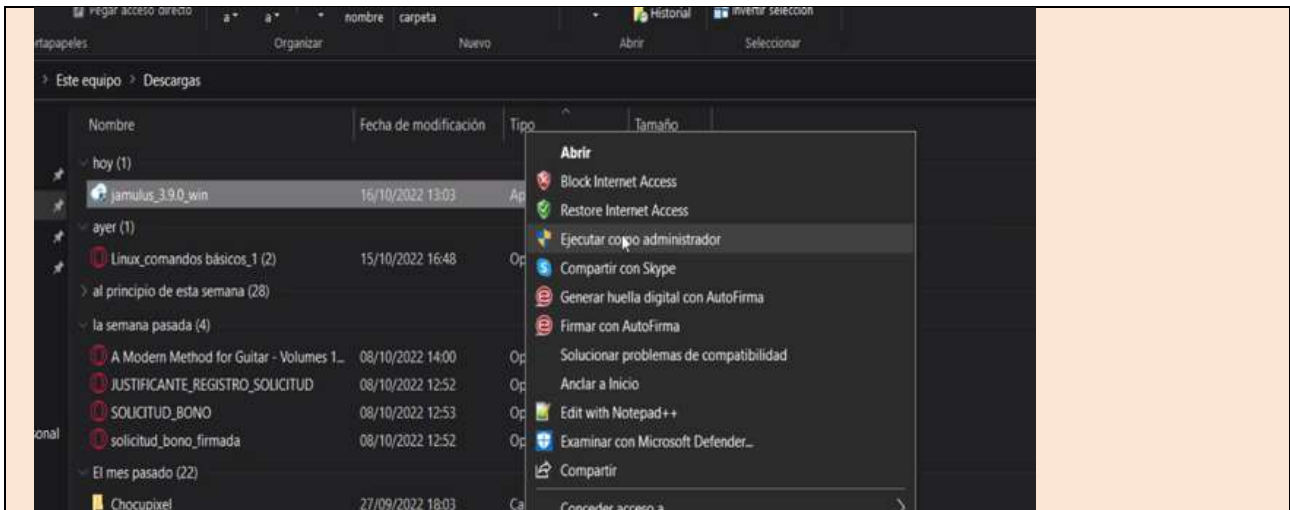 Pegar acceso directo
nombre carpeta
Historial
Invertir selección
rtapapeles Organizar Nuevo Abrir Seleccionar
Este equipo > Descargas
Nombre Fecha de modificación Tipo Tamaño
hoy (1)
jamulus_3.9.0_win 16/10/2022 13:03 Ap
ayer (1)
Linux_comandos básicos_1 (2) 15/10/2022 16:48 Op
al principio de esta semana (28)
la semana pasada (4)
A Modern Method for Guitar - Volumes 1... 08/10/2022 14:00 Op
JUSTIFICANTE_REGISTRO_SOLICITUD 08/10/2022 12:52 Op
SOLICITUD_BONO 08/10/2022 12:53 Op
sonal
solicitud_bono_firmada 08/10/2022 12:52 Op
El mes pasado (22)
Chocupixel 27/09/2022 18:03 Ca
Abrir
Block Internet Access
Restore Internet Access
Ejecutar como administrador
Compartir con Skype
Generar huella digital con AutoFirma
Firmar con AutoFirma
Solucionar problemas de compatibilidad
Anclar a Inicio
Edit with Notepad++
Examinar con Microsoft Defender...
Compartir
Conceder acceso a